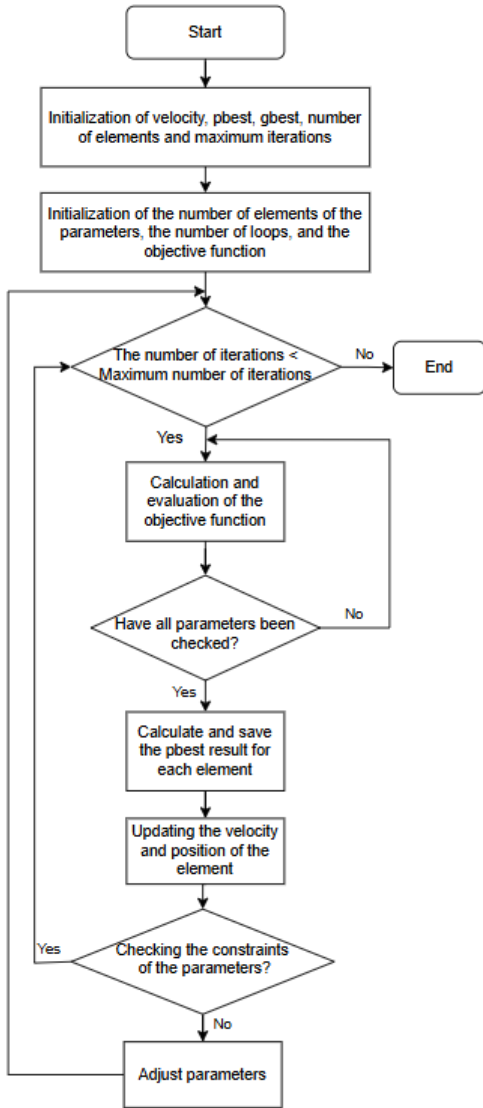 Start
Initialization of velocity, pbest, gbest, number
of elements and maximum iterations
Initialization of the number of elements of the
parameters, the number of loops, and the
objective function
The number of iterations <
Maximum number of iterations
No
End
Yes
Calculation and
evaluation of the
objective function
Have all parameters been
checked?
No
Yes
Calculate and save
the pbest result for
each element
Updating the velocity
and position of the
element
Checking the constraints
of the parameters?
Yes
No
Adjust parameters